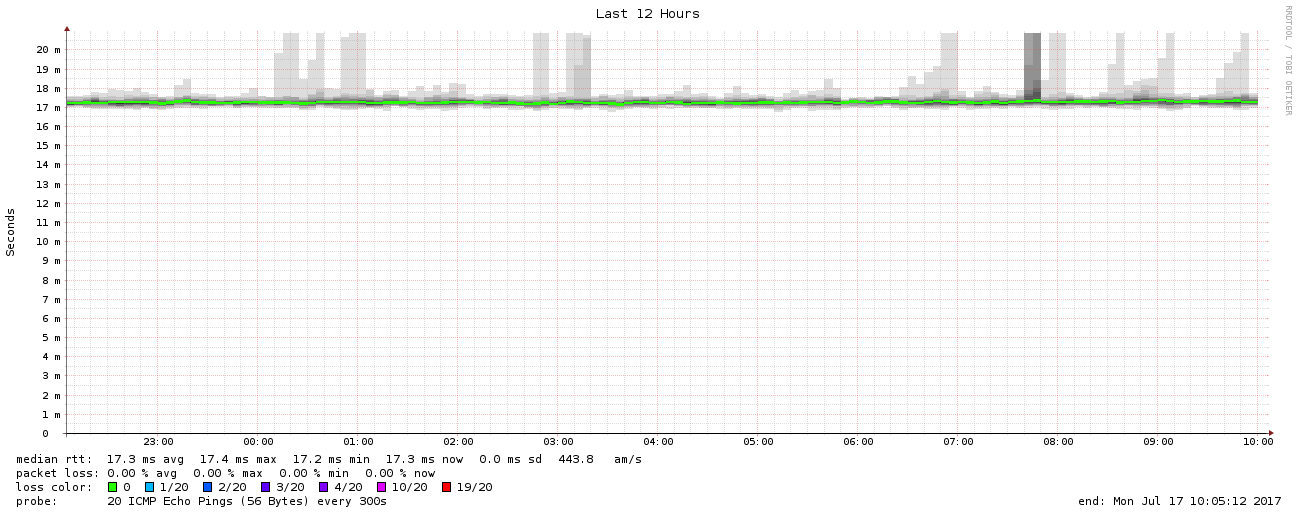 Last 12 Hours
RRDTOOL / TOBI OETIKER
Seconds
20 m
19 m
18 m
17 m
16 m
15 m
14 m
13 m
12 m
11 m
10 m
9 m
8 m
7 m
6 m
5 m
4 m
3 m
2 m
1 m
0
23:00 00:00 01:00 02:00 03:00 04:00 05:00 06:00 07:00 08:00 09:00 10:00
median rtt: 17.3 ms avg 17.4 ms max 17.2 ms min 17.3 ms now 0.0 ms sd 443.8 am/s
packet loss: 0.00 % avg 0.00 % max 0.00 % min 0.00 % now
loss color: 0 1/20 2/20 3/20 4/20 10/20 19/20
probe: 20 ICMP Echo Pings (56 Bytes) every 300s end: Mon Jul 17 10:05:12 2017